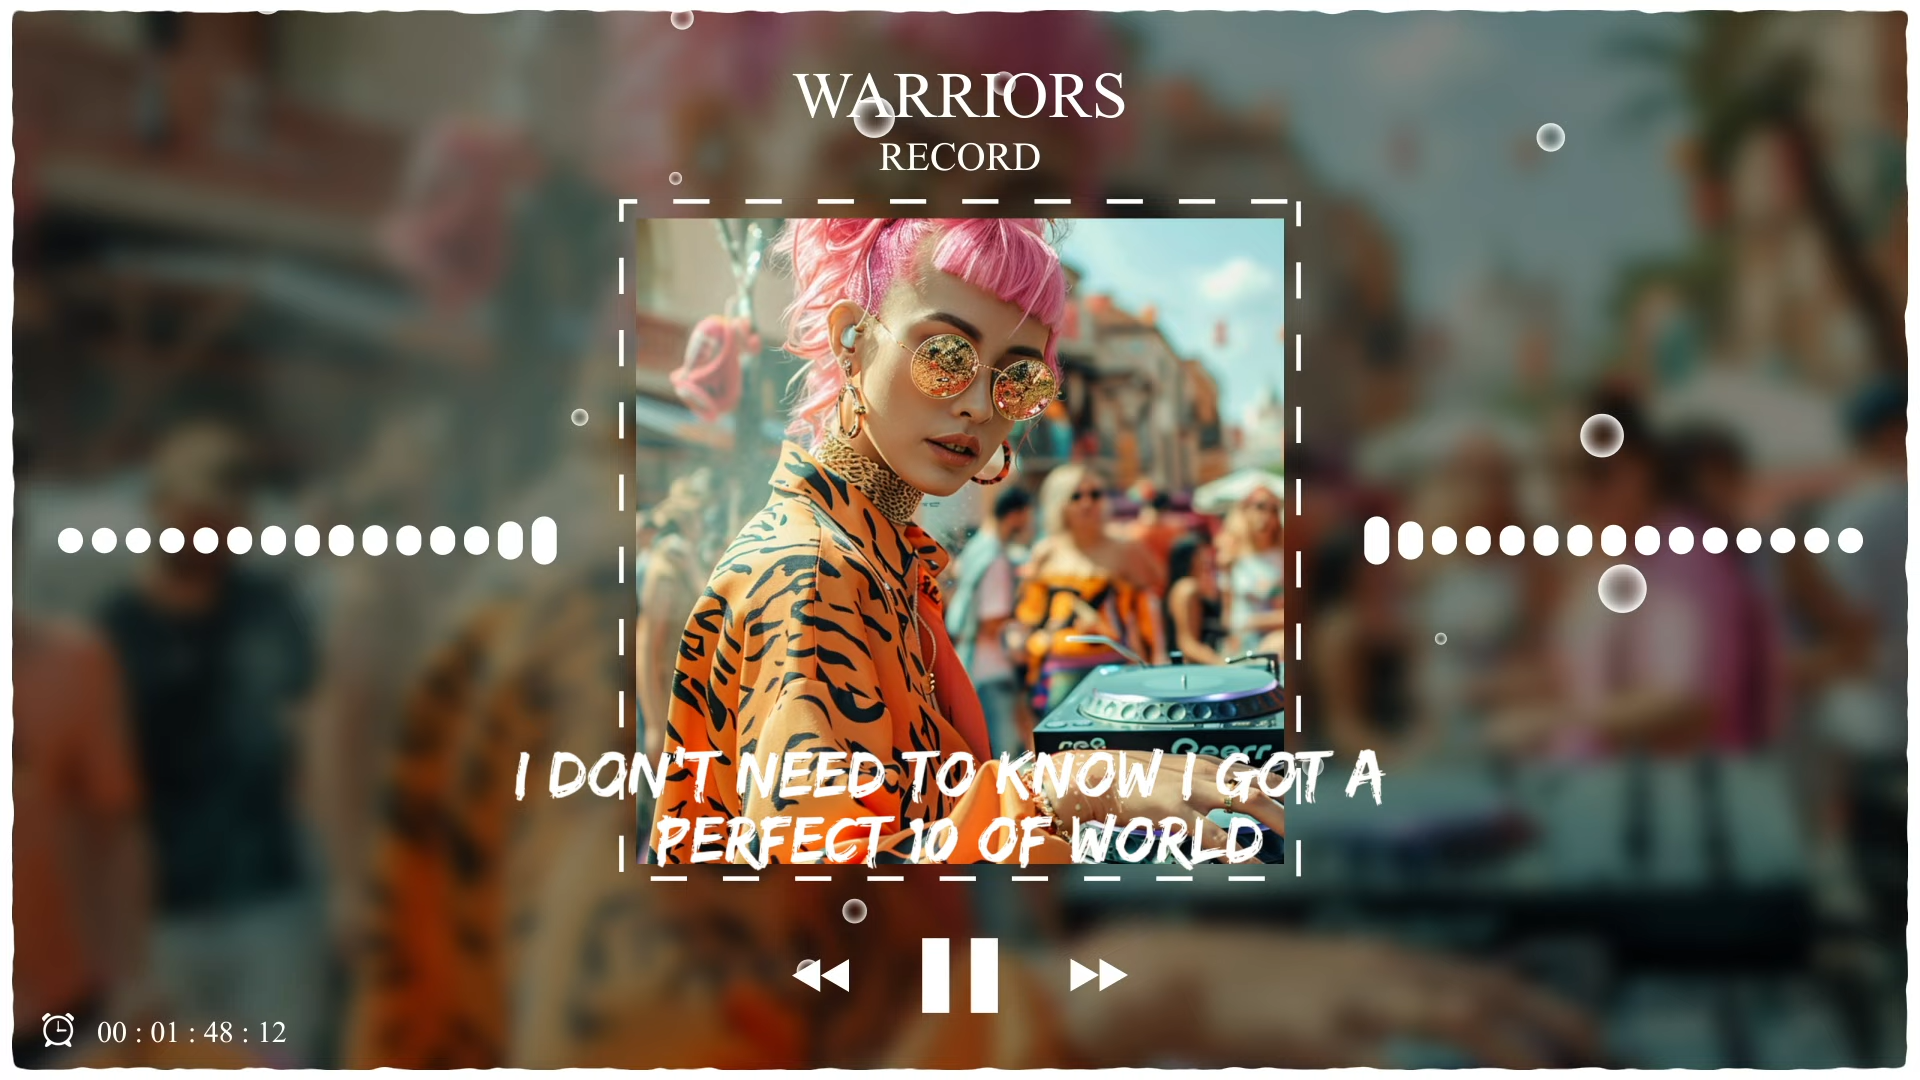 WARRIORS
RECORD
I DON'T NEED TO KNOW I GOT A
PERFECT 10 OF WORLD
00 : 01 : 48 : 12